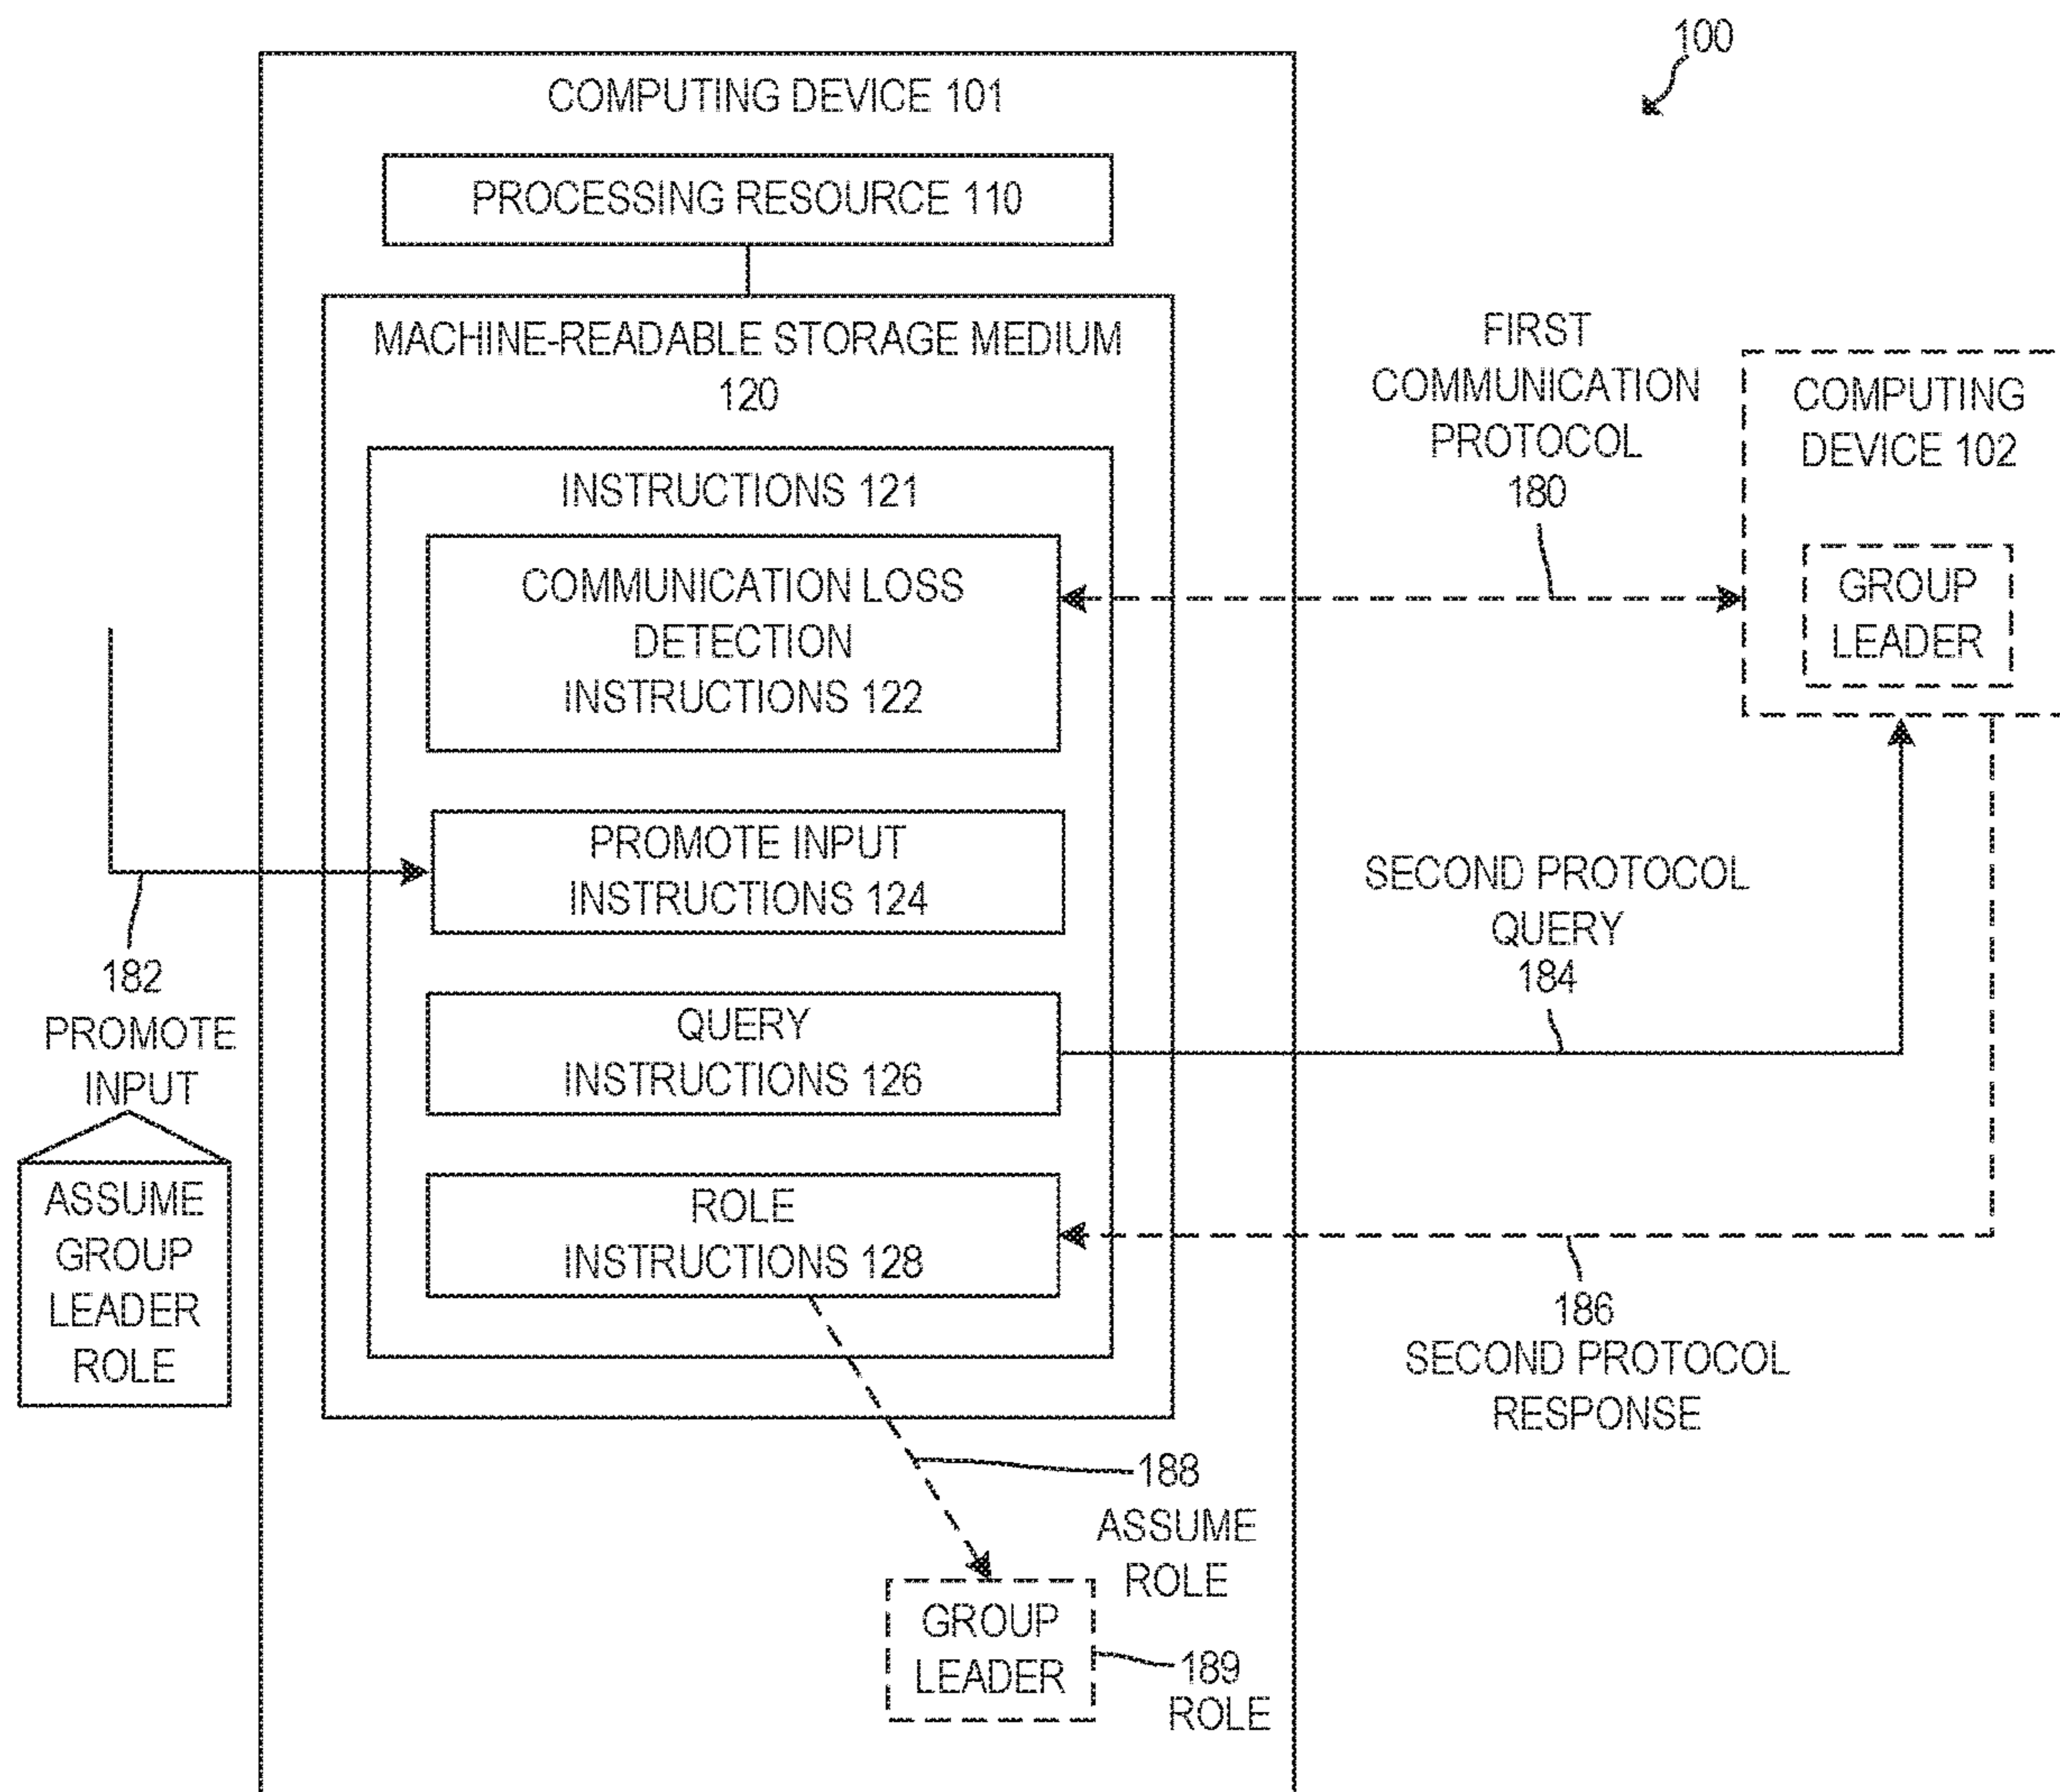 100
COMPUTING DEVICE 101
PROCESSING RESOURCE 110
MACHINE-READABLE STORAGE MEDIUM
120
INSTRUCTIONS 121
COMMUNICATION LOSS
DETECTION
INSTRUCTIONS 122
PROMOTE INPUT
INSTRUCTIONS 124
QUERY
INSTRUCTIONS 126
ROLE
INSTRUCTIONS 128
FIRST
COMMUNICATION
PROTOCOL
180
COMPUTING
DEVICE 102
GROUP
LEADER
182
PROMOTE
INPUT
ASSUME
GROUP
LEADER
ROLE
SECOND PROTOCOL
QUERY
184
186
SECOND PROTOCOL
RESPONSE
188
ASSUME
ROLE
GROUP
LEADER
189
ROLE